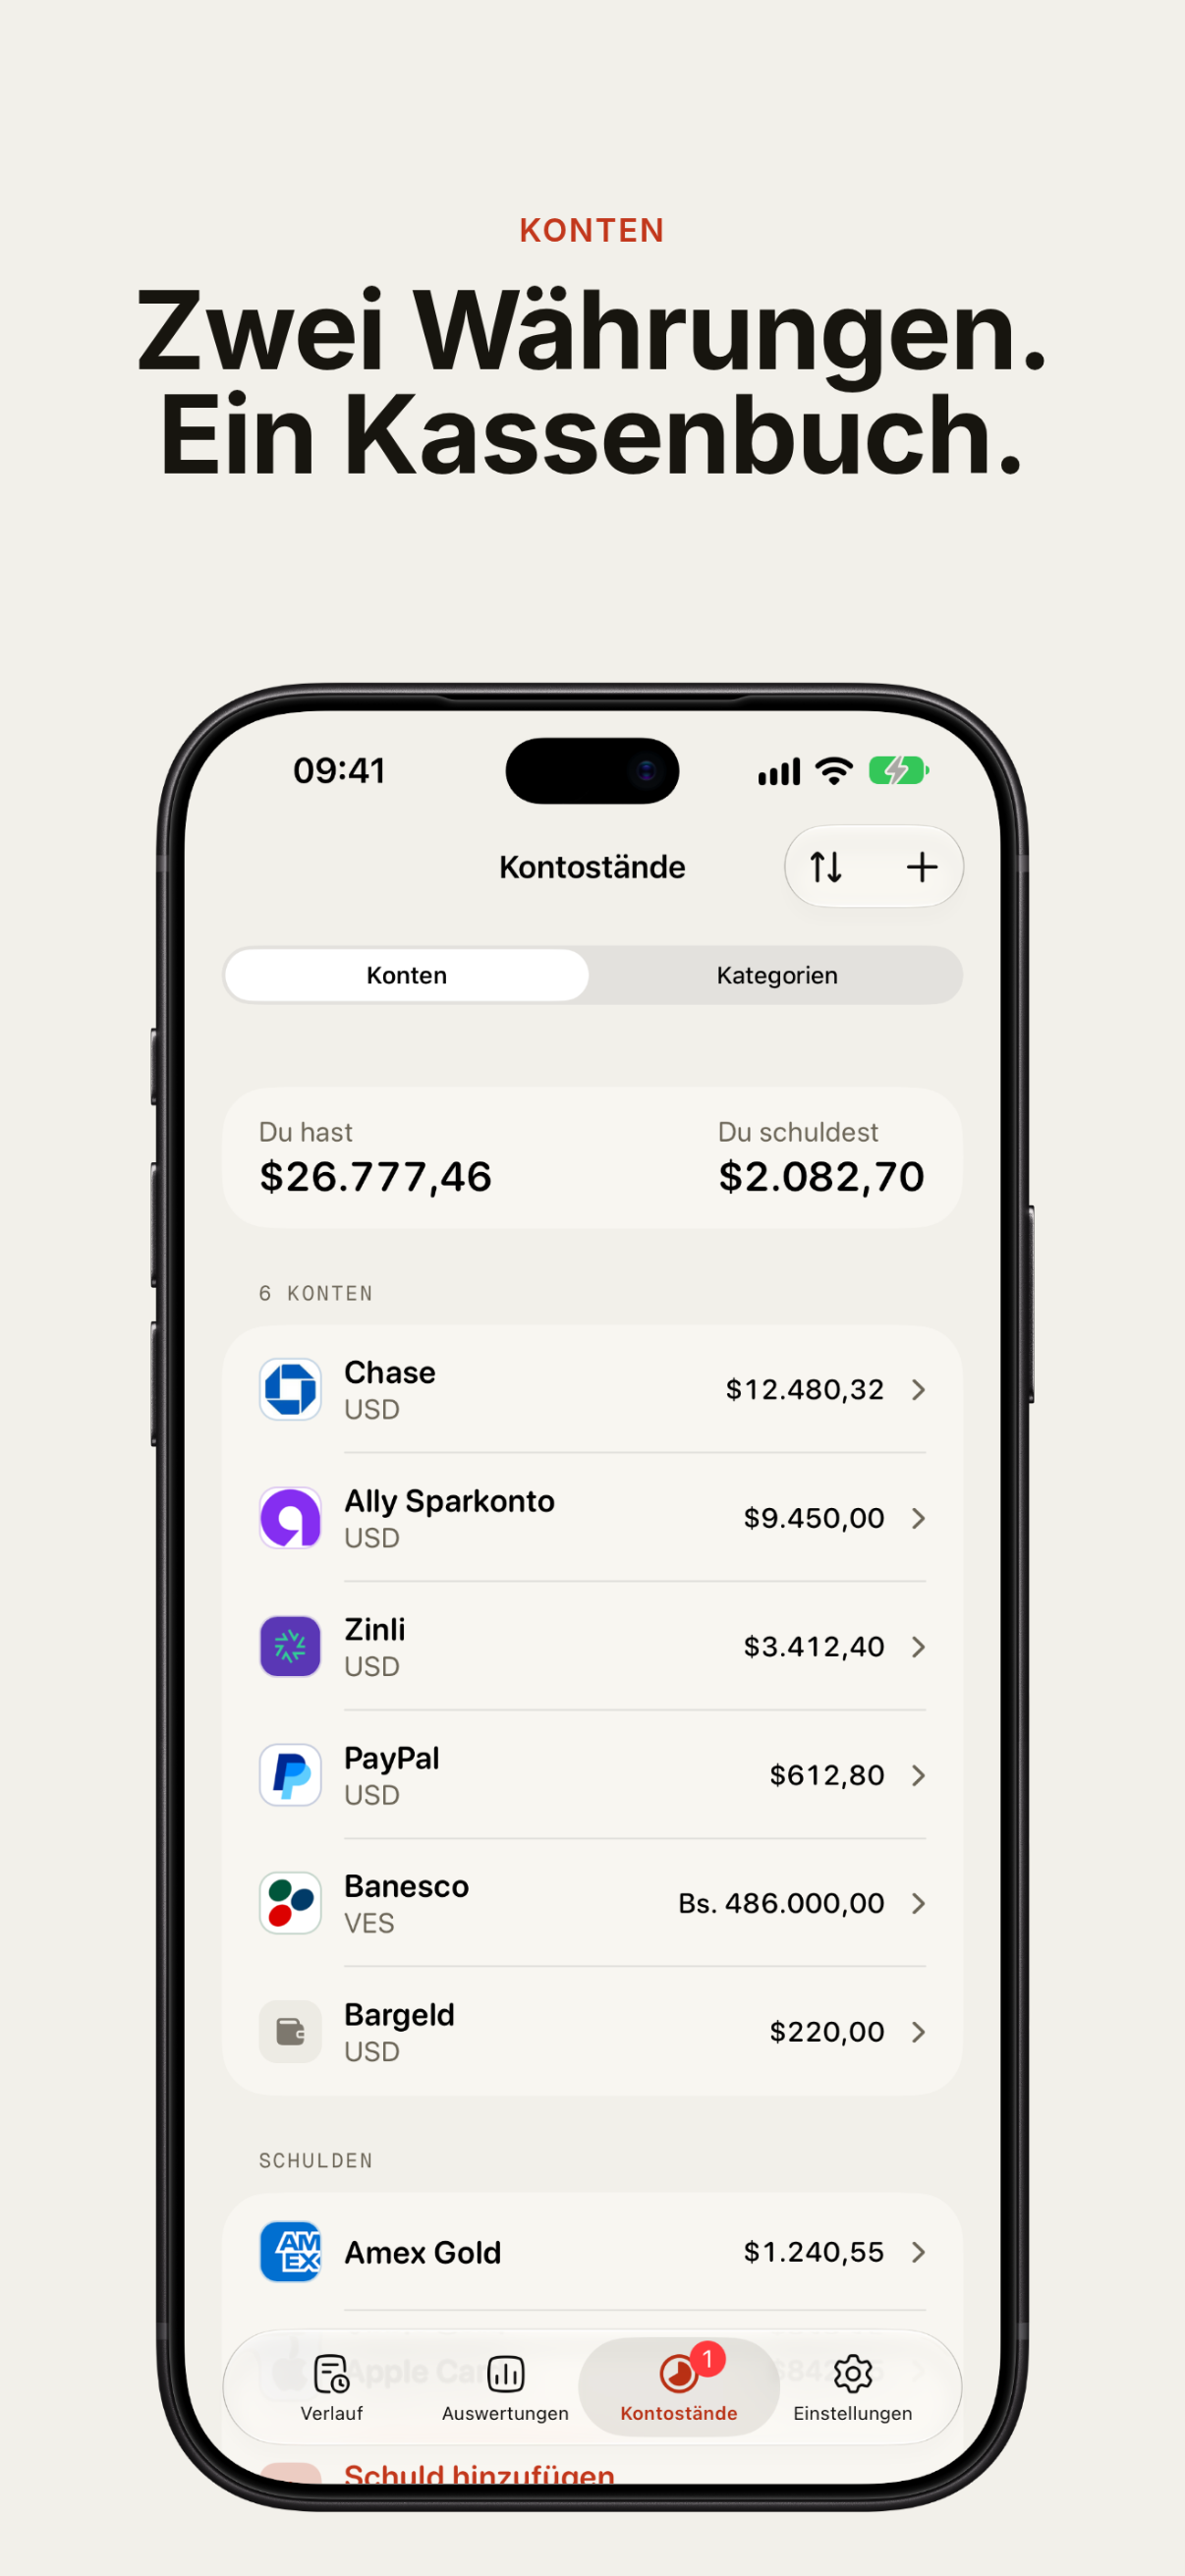 KONTEN
Zwei Währungen.
Ein Kassenbuch.
09:41
Kontostände
Konten
Kategorien
Du hast
Du schuldest
$26.777,46
$2.082,70
6 KONTEN
Chase
USD
$12.480,32
Ally Sparkonto
USD
$9.450,00
Zinli
USD
$3.412,40
PayPal
USD
$612,80
Banesco
VES
Bs. 486.000,00
Bargeld
USD
$220,00
SCHULDEN
AM
EX
Amex Gold
$1.240,55
Apple
1
Verlauf
Auswertungen
Kontostände
Einstellungen
Schuld hinzufügen